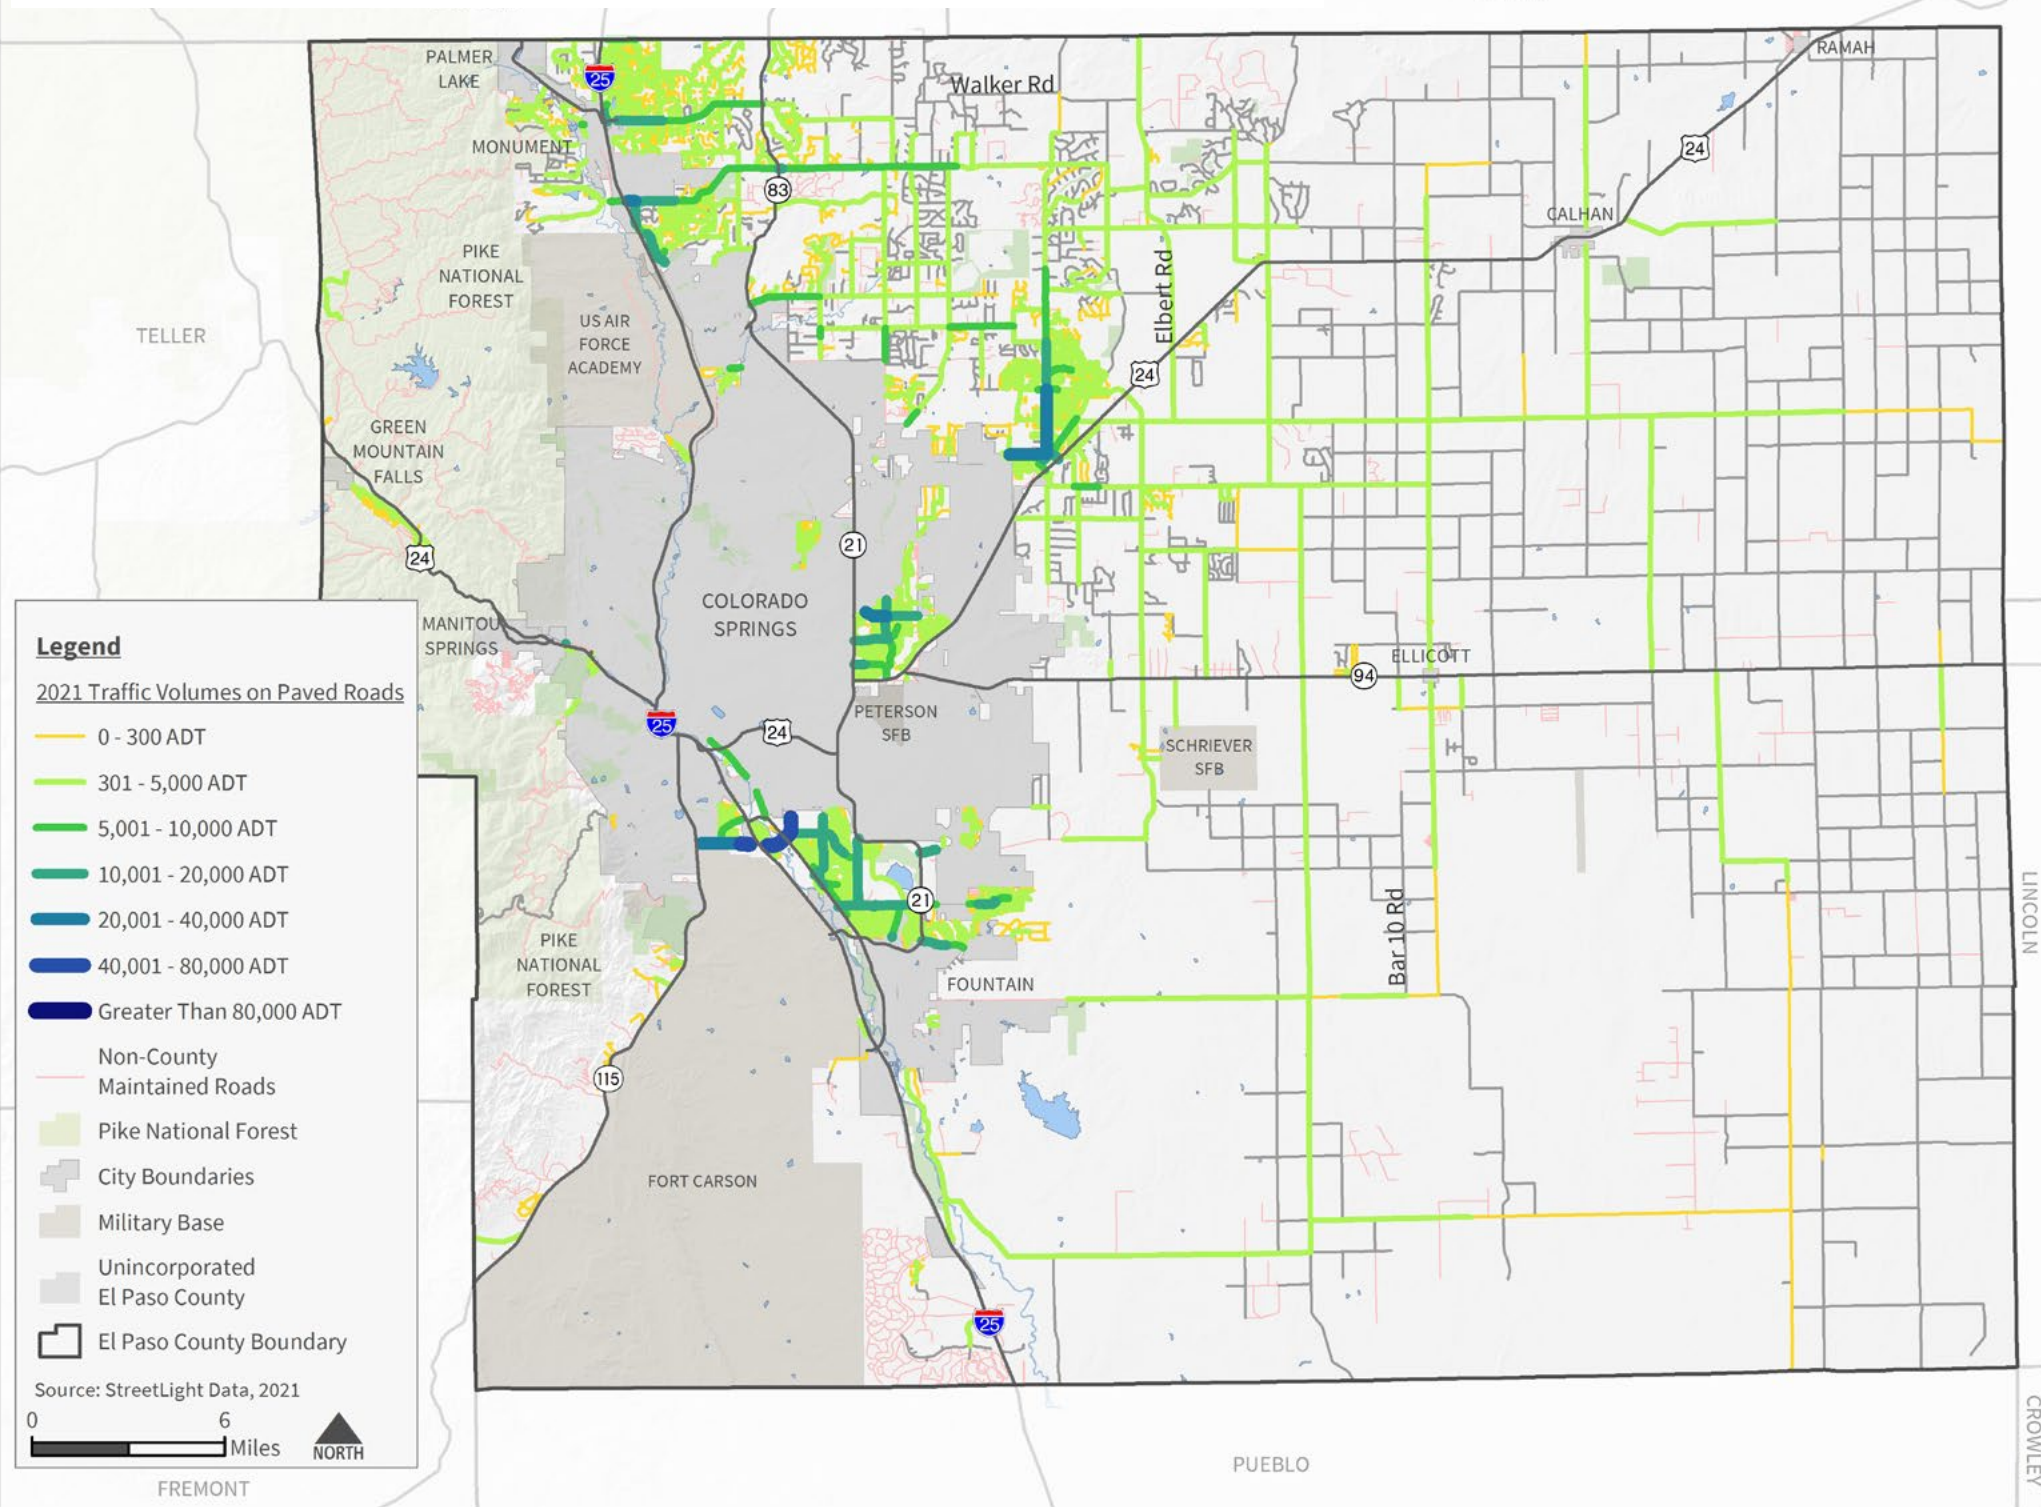 PALMER
LAKE
25
Walker Rd
RAMAH
24
MONUMENT
83
CALHAN
PIKE
NATIONAL
FOREST
Elbert Rd
US AIR
FORCE
ACADEMY
TELLER
24
GREEN
MOUNTAIN
FALLS
24
21
COLORADO
SPRINGS
MANITOU
SPRINGS
ELLICOTT
94
25
24
PETERSON
SFB
SCHRIEVER
SFB
21
Bar 10 Rd
LINCOLN
PIKE
NATIONAL
FOREST
FOUNTAIN
115
FORT CARSON
25
PUEBLO
CROWLEY
FREMONT
Legend
2021 Traffic Volumes on Paved Roads
0 - 300 ADT
301 - 5,000 ADT
5,001 - 10,000 ADT
10,001 - 20,000 ADT
20,001 - 40,000 ADT
40,001 - 80,000 ADT
Greater Than 80,000 ADT
Non-County
Maintained Roads
Pike National Forest
City Boundaries
Military Base
Unincorporated
El Paso County
El Paso County Boundary
Source: StreetLight Data, 2021
0 6
Miles
NORTH